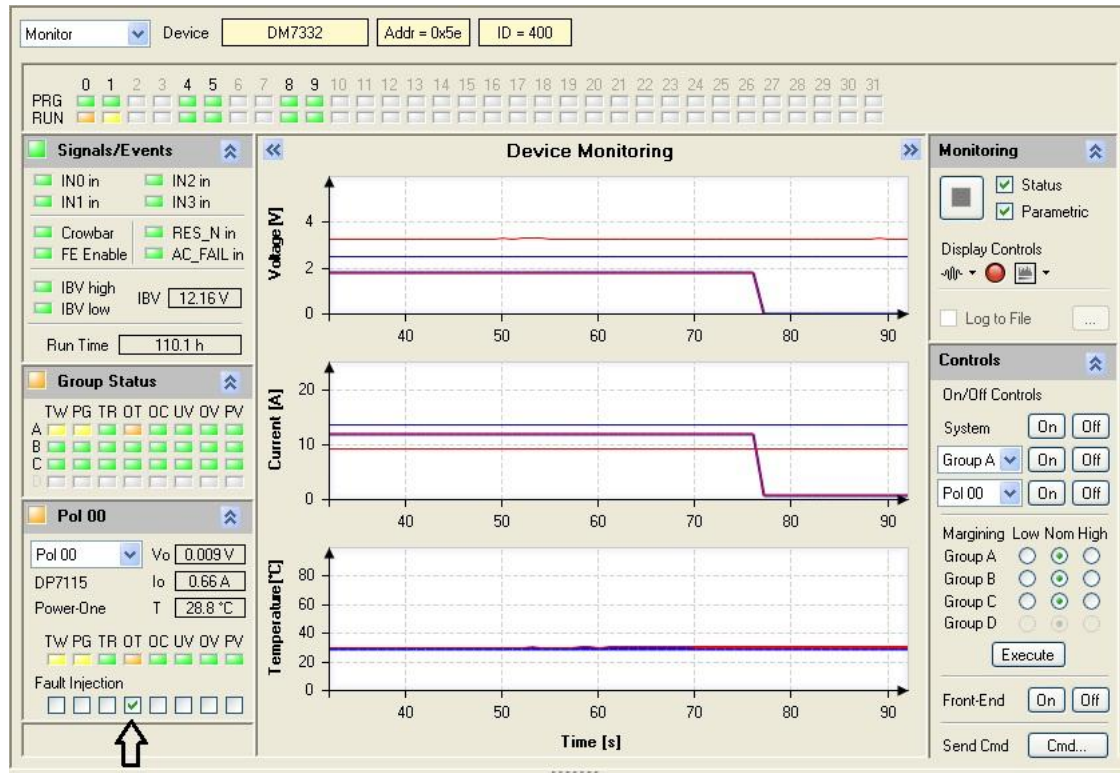 Monitor Device DM7332 Addr = 0x5e ID = 400
0 1 2 3 4 5 6 7 8 9 10 11 12 13 14 15 16 17 18 19 20 21 22 23 24 25 26 27 28 29 30 31
PRG
RUN
Signals/Events
IN0 in IN2 in
IN1 in IN3 in
Crowbar RES_N in
FE Enable AC_FAIL in
IBV high
IBV low
IBV 12.16 V
Run Time 110.1 h
Group Status
TW PG TR OT OC UV OV PV
A
B
C
D
Pol 00
Pol 00 Vo 0.009 V
DP7115 Io 0.66 A
Power-One T 28.8 °C
TW PG TR OT OC UV OV PV
Fault Injection
Device Monitoring
Voltage [V]
4
2
0
40 50 60 70 80 90
Current [A]
20
10
0
40 50 60 70 80 90
Temperature [°C]
80
60
40
20
0
40 50 60 70 80 90
Time [s]
Monitoring
Status
Parametric
Display Controls
Log to File ...
Controls
On/Off Controls
System On Off
Group A On Off
Pol 00 On Off
Margining Low Nom High
Group A
Group B
Group C
Group D
Execute
Front-End On Off
Send Cmd Cmd...